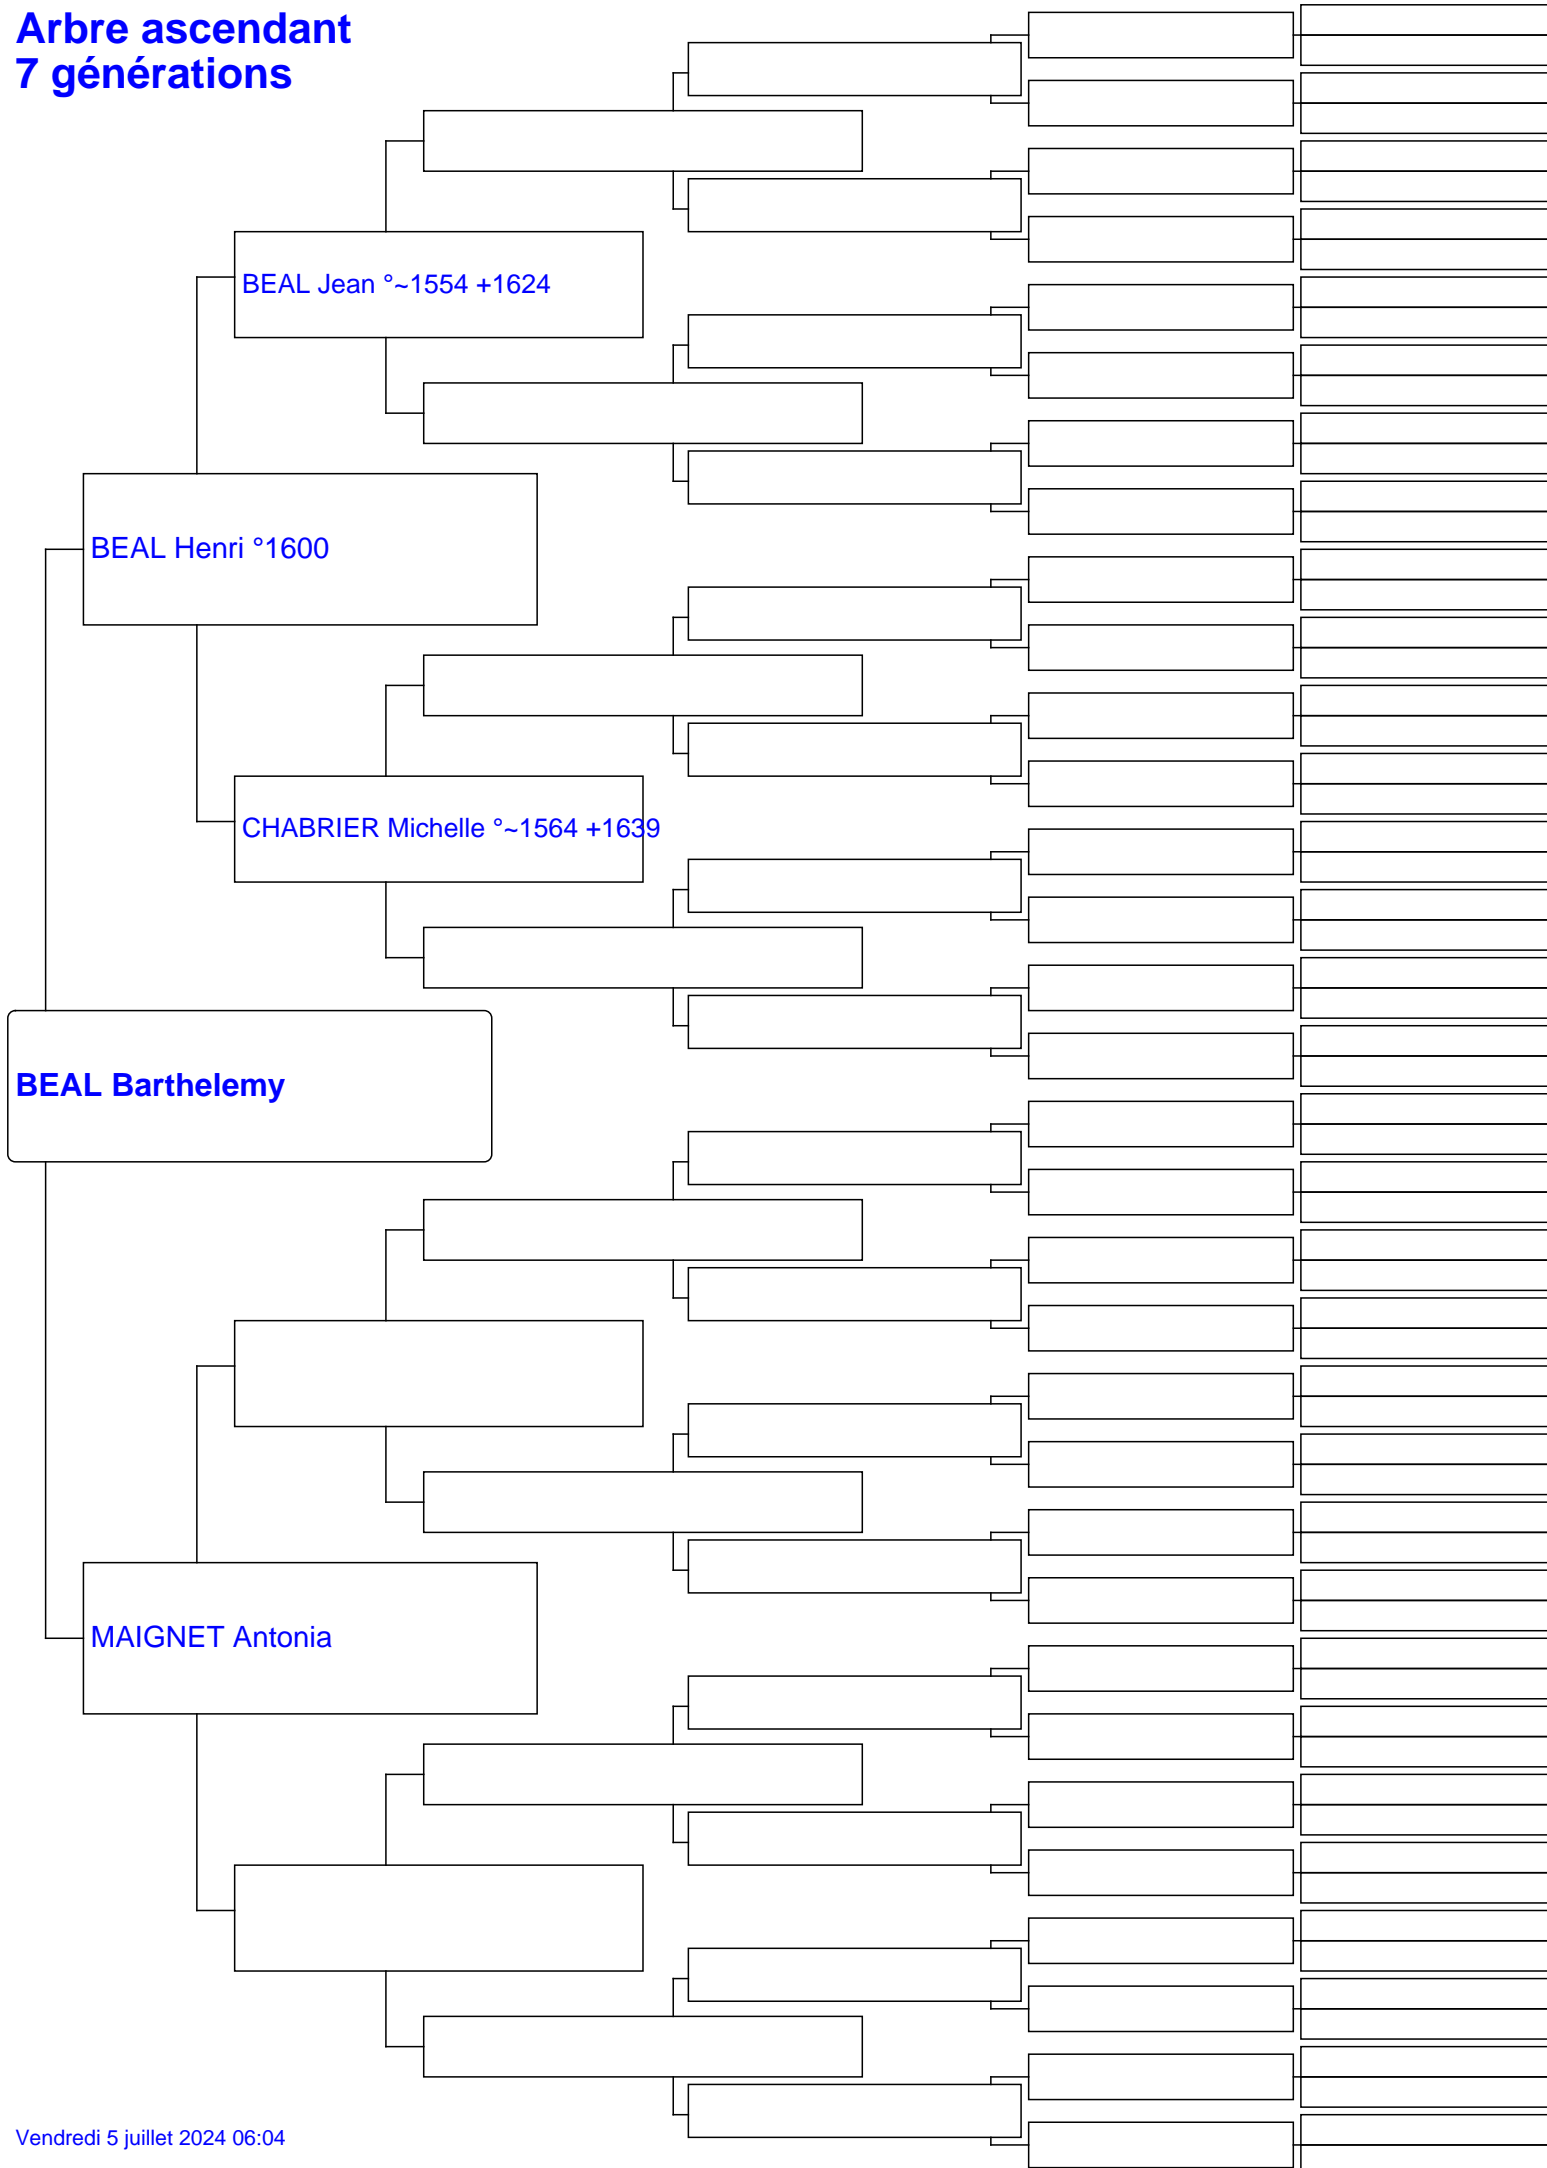 Arbre ascendant
7 générations
BEAL Jean °~1554 +1624
BEAL Henri °1600
CHABRIER Michelle °~1564 +1639
BEAL Barthelemy
MAIGNET Antonia
Vendredi 5 juillet 2024 06:04